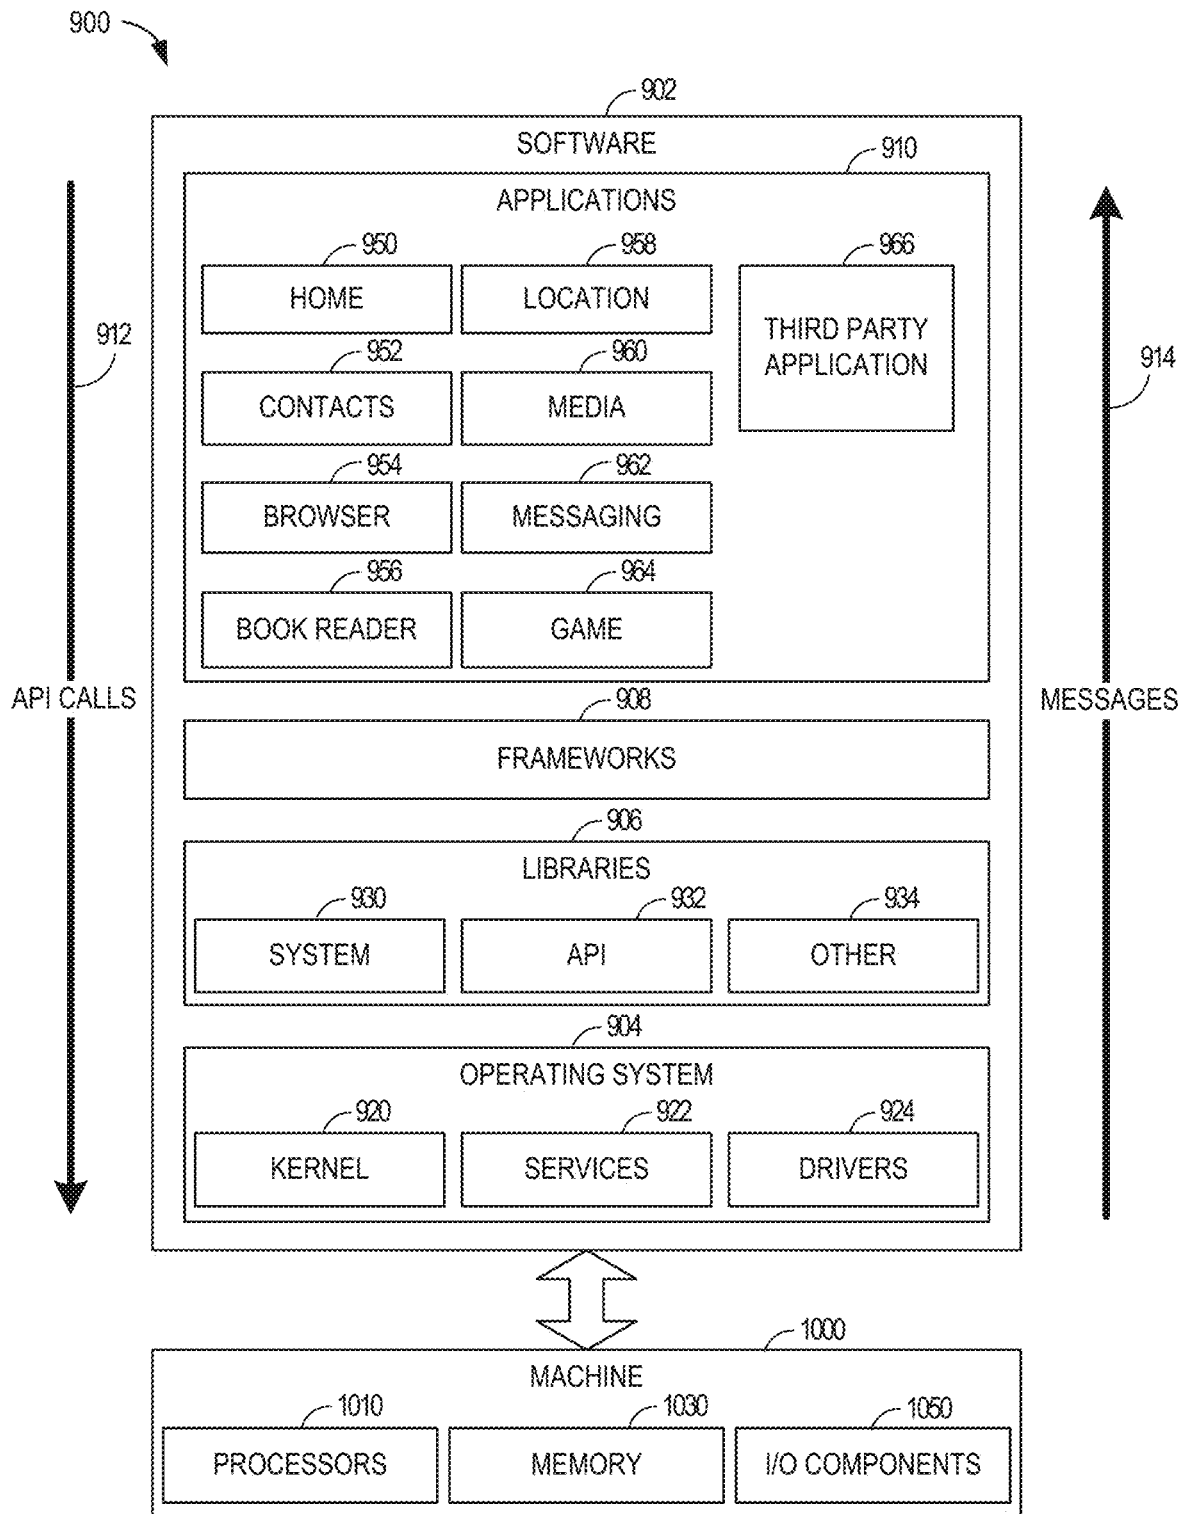 900
902
SOFTWARE
910
APPLICATIONS
950
958
966
HOME
LOCATION
THIRD PARTY
APPLICATION
912
952
960
914
CONTACTS
MEDIA
954
962
BROWSER
MESSAGING
956
964
BOOK READER
GAME
API CALLS
MESSAGES
908
FRAMEWORKS
906
LIBRARIES
930
932
934
SYSTEM
API
OTHER
904
OPERATING SYSTEM
920
922
924
KERNEL
SERVICES
DRIVERS
1000
MACHINE
1010
1030
1050
PROCESSORS
MEMORY
I/O COMPONENTS